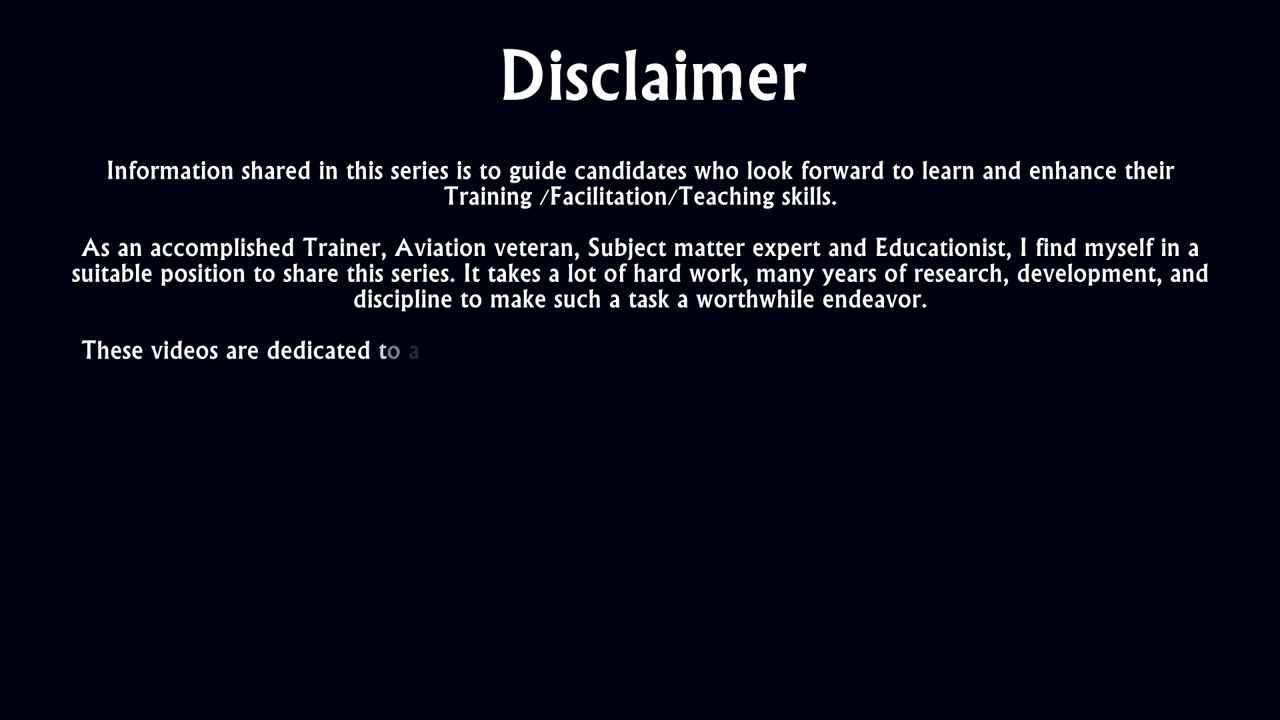 Disclaimer
Information shared in this series is to guide candidates who look forward to learn and enhance their
Training /Facilitation/Teaching skills.
As an accomplished Trainer, Aviation veteran, Subject matter expert and Educationist, I find myself in a
suitable position to share this series. It takes a lot of hard work, many years of research, development, and
discipline to make such a task a worthwhile endeavor.
These videos are dedicated to a